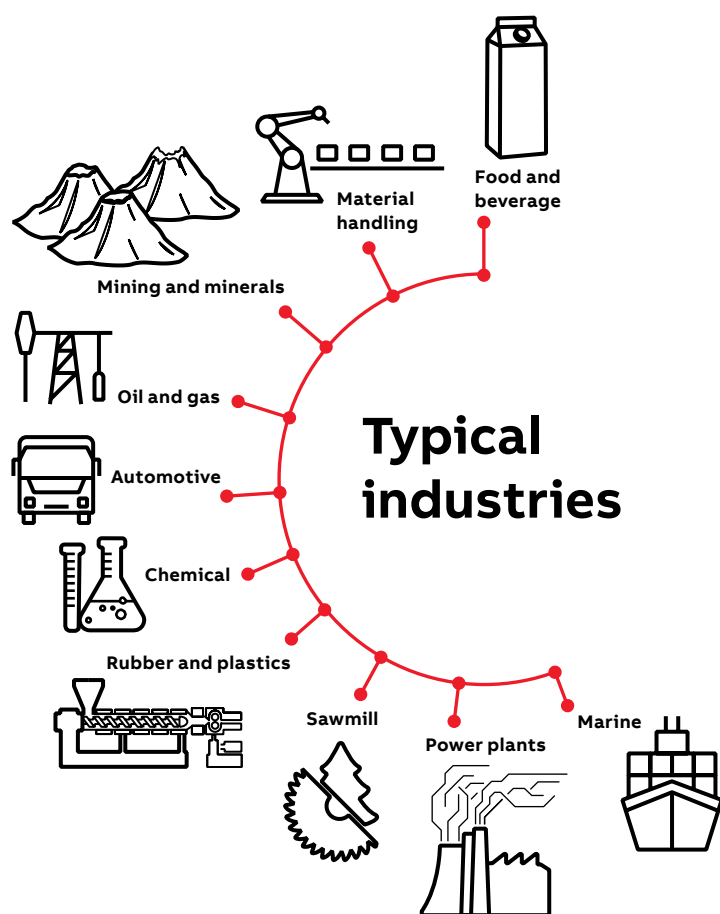 Food and
beverage
Material
handling
Mining and minerals
Oil and gas
Automotive
Typical
industries
Chemical
Rubber and plastics
Sawmill
Power plants
Marine